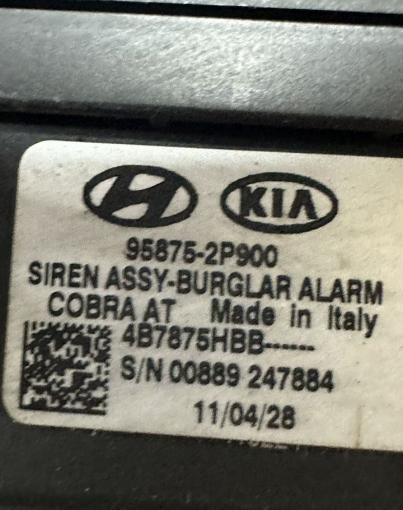 KIA
95875-2P900
SIREN ASSY-BURGLAR ALARM
COBRA AT Made in Italy
4B7875HBB------
S/N 00889 247884
11/04/28